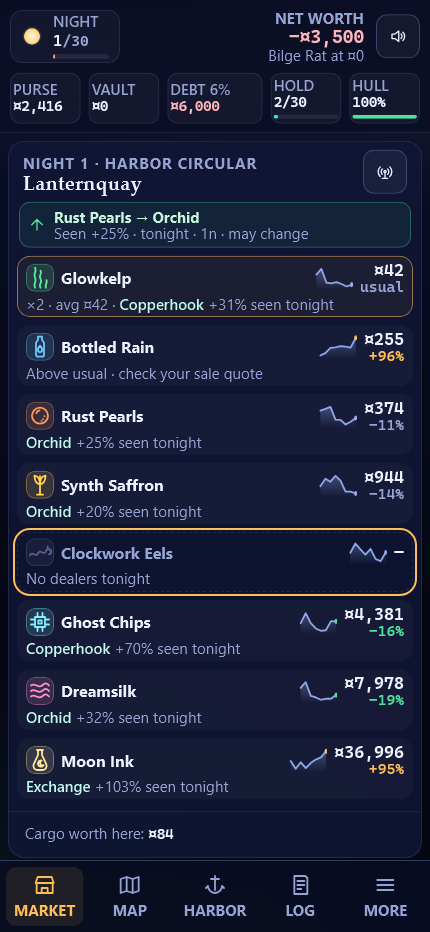 NIGHT
1/30
NET WORTH
−¤3,500
Bilge Rat at ¤0
PURSE
¤2,416
VAULT
¤0
DEBT 6%
¤6,000
HOLD
2/30
HULL
100%
NIGHT 1 · HARBOR CIRCULAR
Lanternquay
Rust Pearls → Orchid
Seen +25% · tonight · 1n · may change
Glowkelp
¤42
usual
×2 · avg ¤42 · Copperhook +31% seen tonight
Bottled Rain
¤255
+96%
Above usual · check your sale quote
Rust Pearls
¤374
−11%
Orchid +25% seen tonight
Synth Saffron
¤944
−14%
Orchid +20% seen tonight
Clockwork Eels
–
No dealers tonight
Ghost Chips
¤4,381
−16%
Copperhook +70% seen tonight
Dreamsilk
¤7,978
−19%
Orchid +32% seen tonight
Moon Ink
¤36,996
+95%
Exchange +103% seen tonight
Cargo worth here: ¤84
MARKET
MAP
HARBOR
LOG
MORE